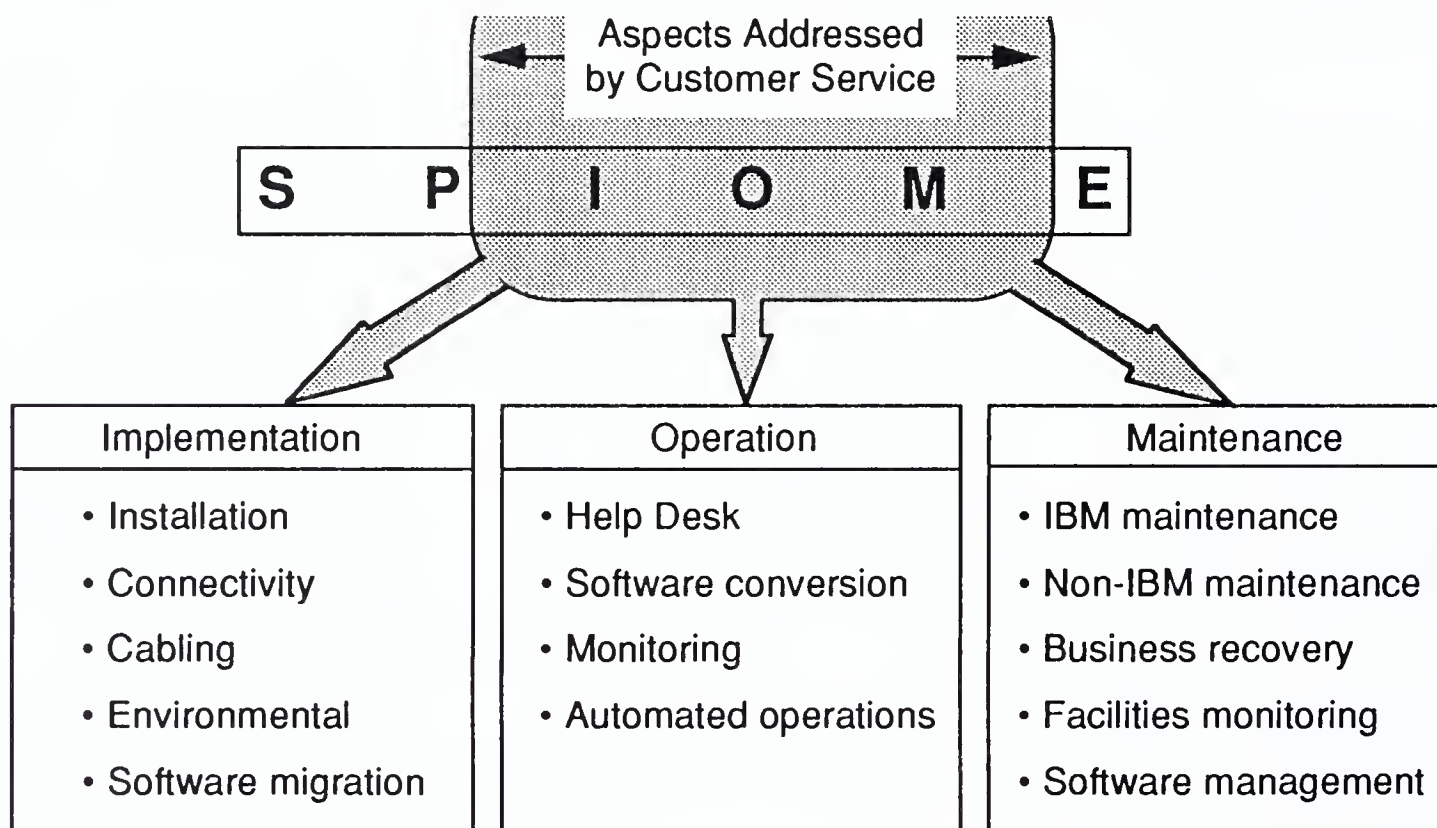 Aspects Addressed
by Customer Service
S P I O M E
Implementation
• Installation
• Connectivity
• Cabling
• Environmental
• Software migration
Operation
• Help Desk
• Software conversion
• Monitoring
• Automated operations
Maintenance
• IBM maintenance
• Non-IBM maintenance
• Business recovery
• Facilities monitoring
• Software management